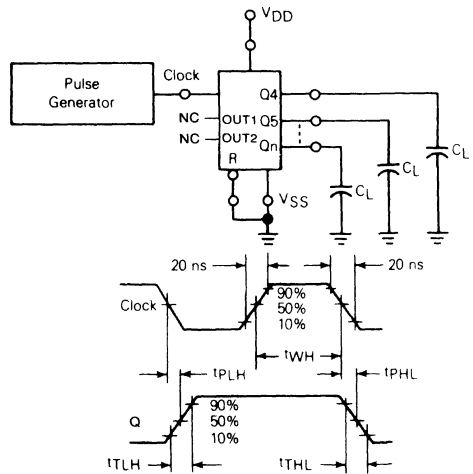 VDD
Pulse
Generator
Clock
Q4
NC OUT1 Q5
NC OUT2 Qn
R
VSS
CL
CL
CL
20 ns 20 ns
Clock
90%
50%
10%
tWH
tPLH tPHL
Q
90%
50%
10%
tTLH tTHL